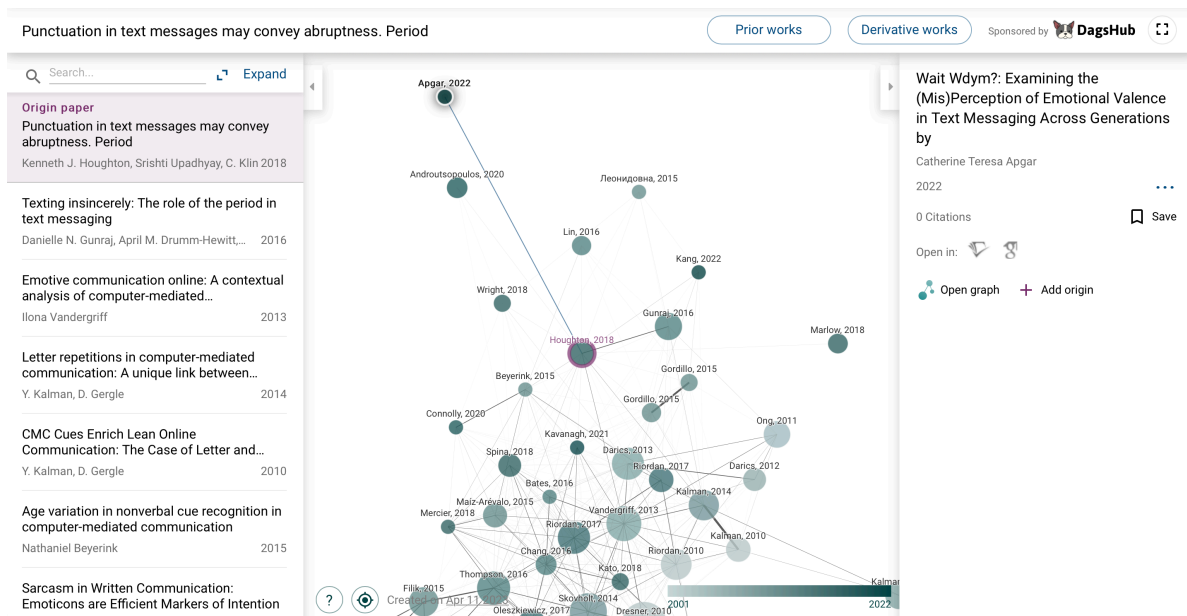 Punctuation in text messages may convey abruptness. Period
Prior works
Derivative works
Sponsored by DagsHub
Search...
Expand
Origin paper
Punctuation in text messages may convey
abruptness. Period
Kenneth J. Houghton, Srishti Upadhyay, C. Klin 2018
Texting insincerely: The role of the period in
text messaging
Danielle N. Gunraj, April M. Drumm-Hewitt,... 2016
Emotive communication online: A contextual
analysis of computer-mediated...
Ilona Vandergriff 2013
Letter repetitions in computer-mediated
communication: A unique link between...
Y. Kalman, D. Gergle 2014
CMC Cues Enrich Lean Online
Communication: The Case of Letter and...
Y. Kalman, D. Gergle 2010
Age variation in nonverbal cue recognition in
computer-mediated communication
Nathaniel Beyerink 2015
Sarcasm in Written Communication:
Emoticons are Efficient Markers of Intention
Apgar, 2022
Androutsopoulos, 2020
Леонидовна, 2015
Lin, 2016
Kang, 2022
Wright, 2018
Gunraj, 2016
Marlow, 2018
Houghton, 2018
Gordillo, 2015
Beyerink, 2015
Gordillo, 2015
Connolly, 2020
Ong, 2011
Kavanagh, 2021
Spina, 2018
Darics, 2013
Riordan, 2017
Darics, 2012
Bates, 2016
Kalman, 2014
Maíz-Arévalo, 2015
Mercier, 2018
Vandergriff, 2013
Riordan, 2017
Kalman, 2010
Chang, 2016
Riordan, 2010
Thompson, 2016
Kato, 2018
Kalman
Filik, 2015
Skovholt, 2014
Oleszkiewicz, 2017
Dresner, 2010
?
Created on Apr 11,
2001
2022
Wait Wdym?: Examining the
(Mis)Perception of Emotional Valence
in Text Messaging Across Generations
by
Catherine Teresa Apgar
2022
...
0 Citations
Save
Open in:
Open graph
+ Add origin